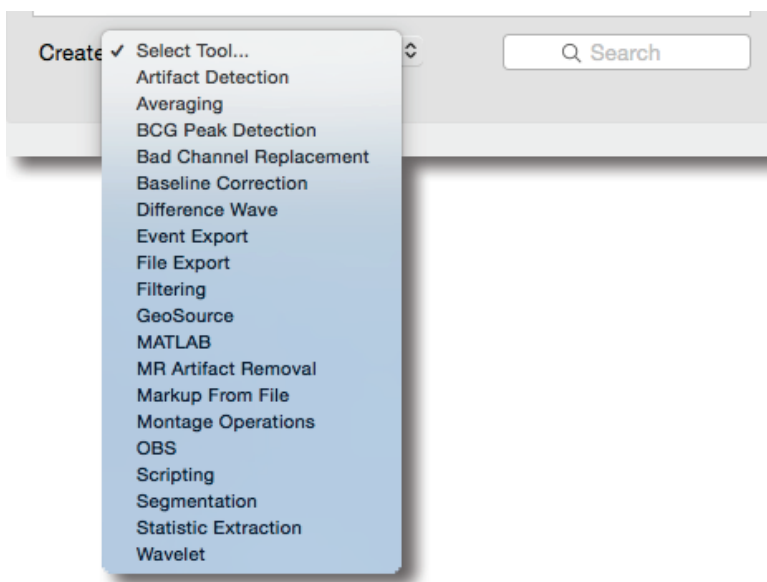 Create ✓ Select Tool... Search
Artifact Detection
Averaging
BCG Peak Detection
Bad Channel Replacement
Baseline Correction
Difference Wave
Event Export
File Export
Filtering
GeoSource
MATLAB
MR Artifact Removal
Markup From File
Montage Operations
OBS
Scripting
Segmentation
Statistic Extraction
Wavelet